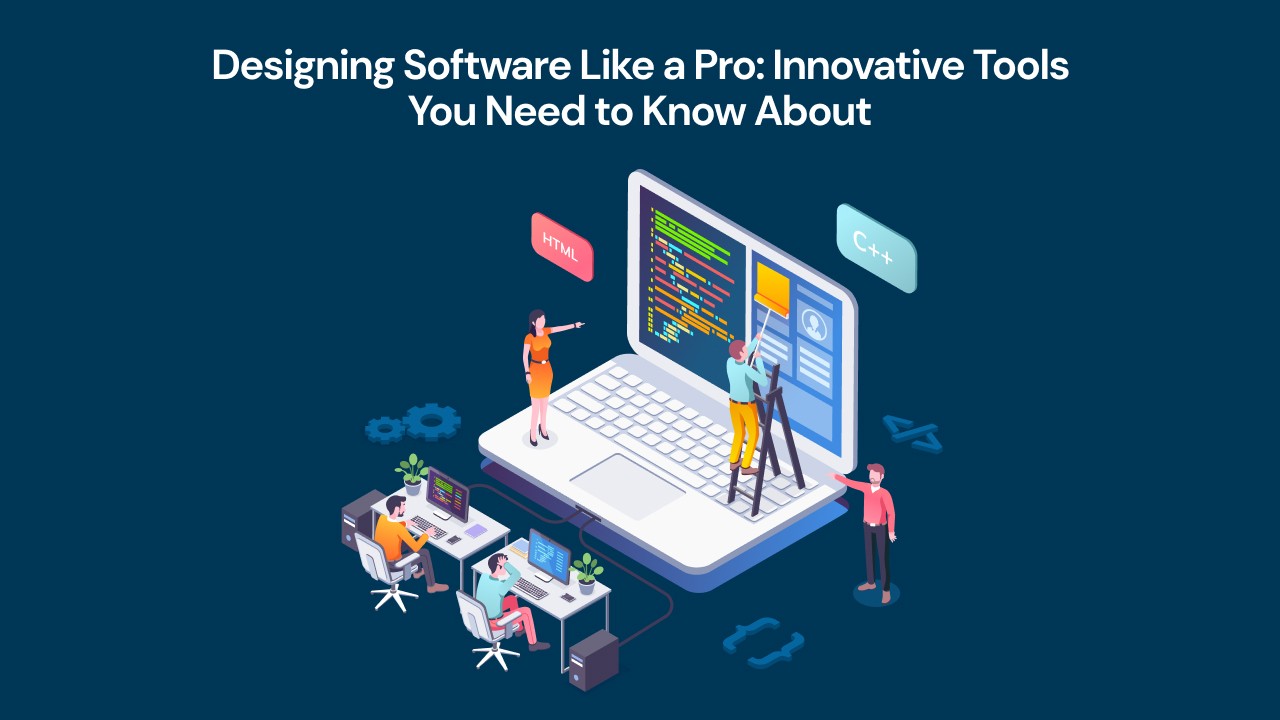 Designing Software Like a Pro: Innovative Tools
You Need to Know About
HTML
C++